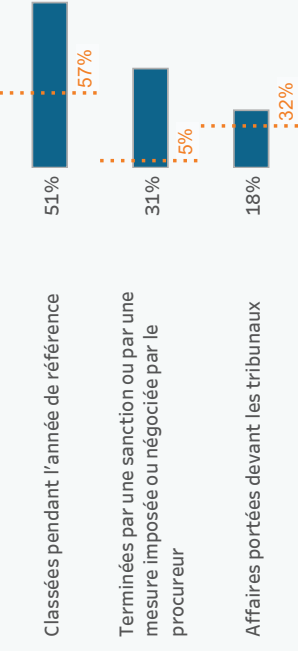 Classées pendant l’année de référence
51%
57%
Terminées par une sanction ou par une
mesure imposée ou négociée par le
procureur
31%
5%
Affaires portées devant les tribunaux
18%
32%